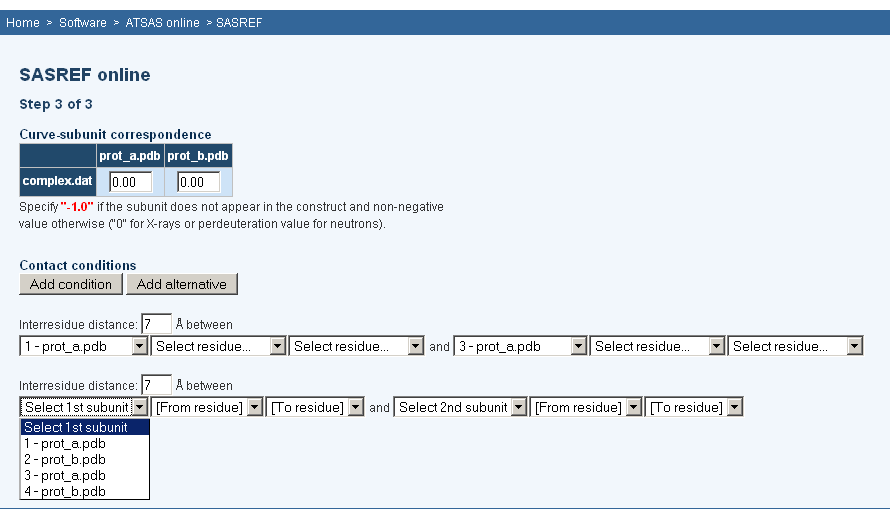 Home > Software > ATSAS online > SASREF
SASREF online
Step 3 of 3
Curve-subunit correspondence
prot_a.pdb prot_b.pdb
complex.dat 0.00 0.00
Specify "-1.0" if the subunit does not appear in the construct and non-negative
value otherwise ("0" for X-rays or perdeuteration value for neutrons).
Contact conditions
Add condition Add alternative
Interresidue distance: 7 Å between
1 - prot_a.pdb Select residue... Select residue... and 3 - prot_a.pdb Select residue... Select residue...
Interresidue distance: 7 Å between
Select 1st subunit [From residue] [To residue] and Select 2nd subunit [From residue] [To residue]
Select 1st subunit
1 - prot_a.pdb
2 - prot_b.pdb
3 - prot_a.pdb
4 - prot_b.pdb